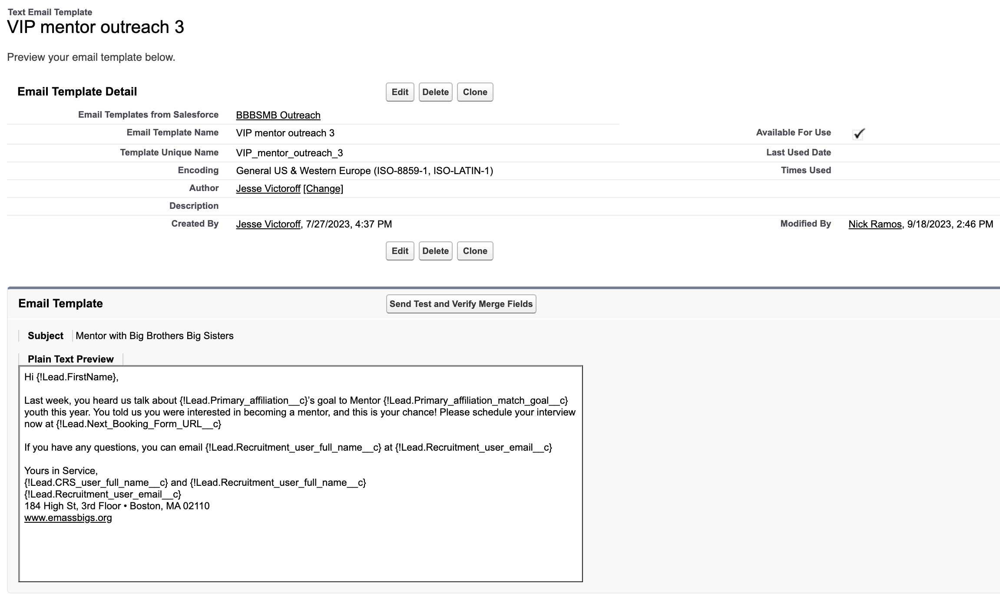 Text Email Template
VIP mentor outreach 3
Preview your email template below.
Email Template Detail
Edit Delete Clone
Email Templates from Salesforce BBBSMB Outreach
Email Template Name VIP mentor outreach 3 Available For Use
Template Unique Name VIP_mentor_outreach_3 Last Used Date
Encoding General US & Western Europe (ISO-8859-1, ISO-LATIN-1) Times Used
Author Jesse Victoroff [Change]
Description
Created By Jesse Victoroff, 7/27/2023, 4:37 PM Modified By Nick Ramos, 9/18/2023, 2:46 PM
Edit Delete Clone
Email Template Send Test and Verify Merge Fields
Subject Mentor with Big Brothers Big Sisters
Plain Text Preview
Hi {!Lead.FirstName},
Last week, you heard us talk about {!Lead.Primary_affiliation__c}’s goal to Mentor {!Lead.Primary_affiliation_match_goal__c}
youth this year. You told us you were interested in becoming a mentor, and this is your chance! Please schedule your interview
now at {!Lead.Next_Booking_Form_URL__c}
If you have any questions, you can email {!Lead.Recruitment_user_full_name__c} at {!Lead.Recruitment_user_email__c}
Yours in Service,
{!Lead.CRS_user_full_name__c} and {!Lead.Recruitment_user_full_name__c}
{!Lead.Recruitment_user_email__c}
184 High St, 3rd Floor • Boston, MA 02110
www.emassbigs.org